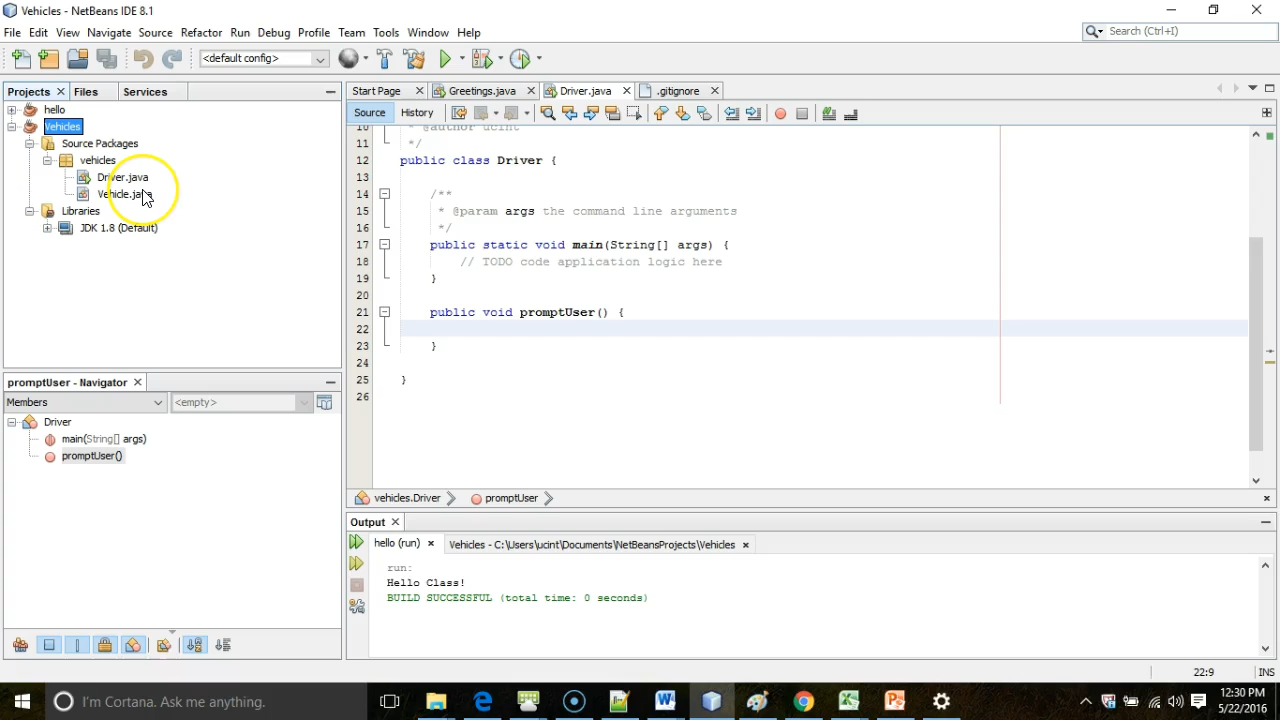 Vehicles - NetBeans IDE 8.1
File Edit View Navigate Source Refactor Run Debug Profile Team Tools Window Help
Search (Ctrl+I)
<default config>
Projects Files Services
hello
Vehicles
Source Packages
vehicles
Driver.java
Vehicle.java
Libraries
JDK 1.8 (Default)
promptUser - Navigator
Members <empty>
Driver
main(String[] args)
promptUser()
Start Page Greetings.java Driver.java .gitignore
Source History
10 * @author ucint
11 */
12 public class Driver {
13
14 /**
15 * @param args the command line arguments
16 */
17 public static void main(String[] args) {
18 // TODO code application logic here
19 }
20
21 public void promptUser() {
22
23 }
24
25 }
26
vehicles.Driver promptUser
Output
hello (run) Vehicles - C:\Users\ucint\Documents\NetBeansProjects\Vehicles
run:
Hello Class!
BUILD SUCCESSFUL (total time: 0 seconds)
22:9 INS
I'm Cortana. Ask me anything.
12:30 PM
5/22/2016